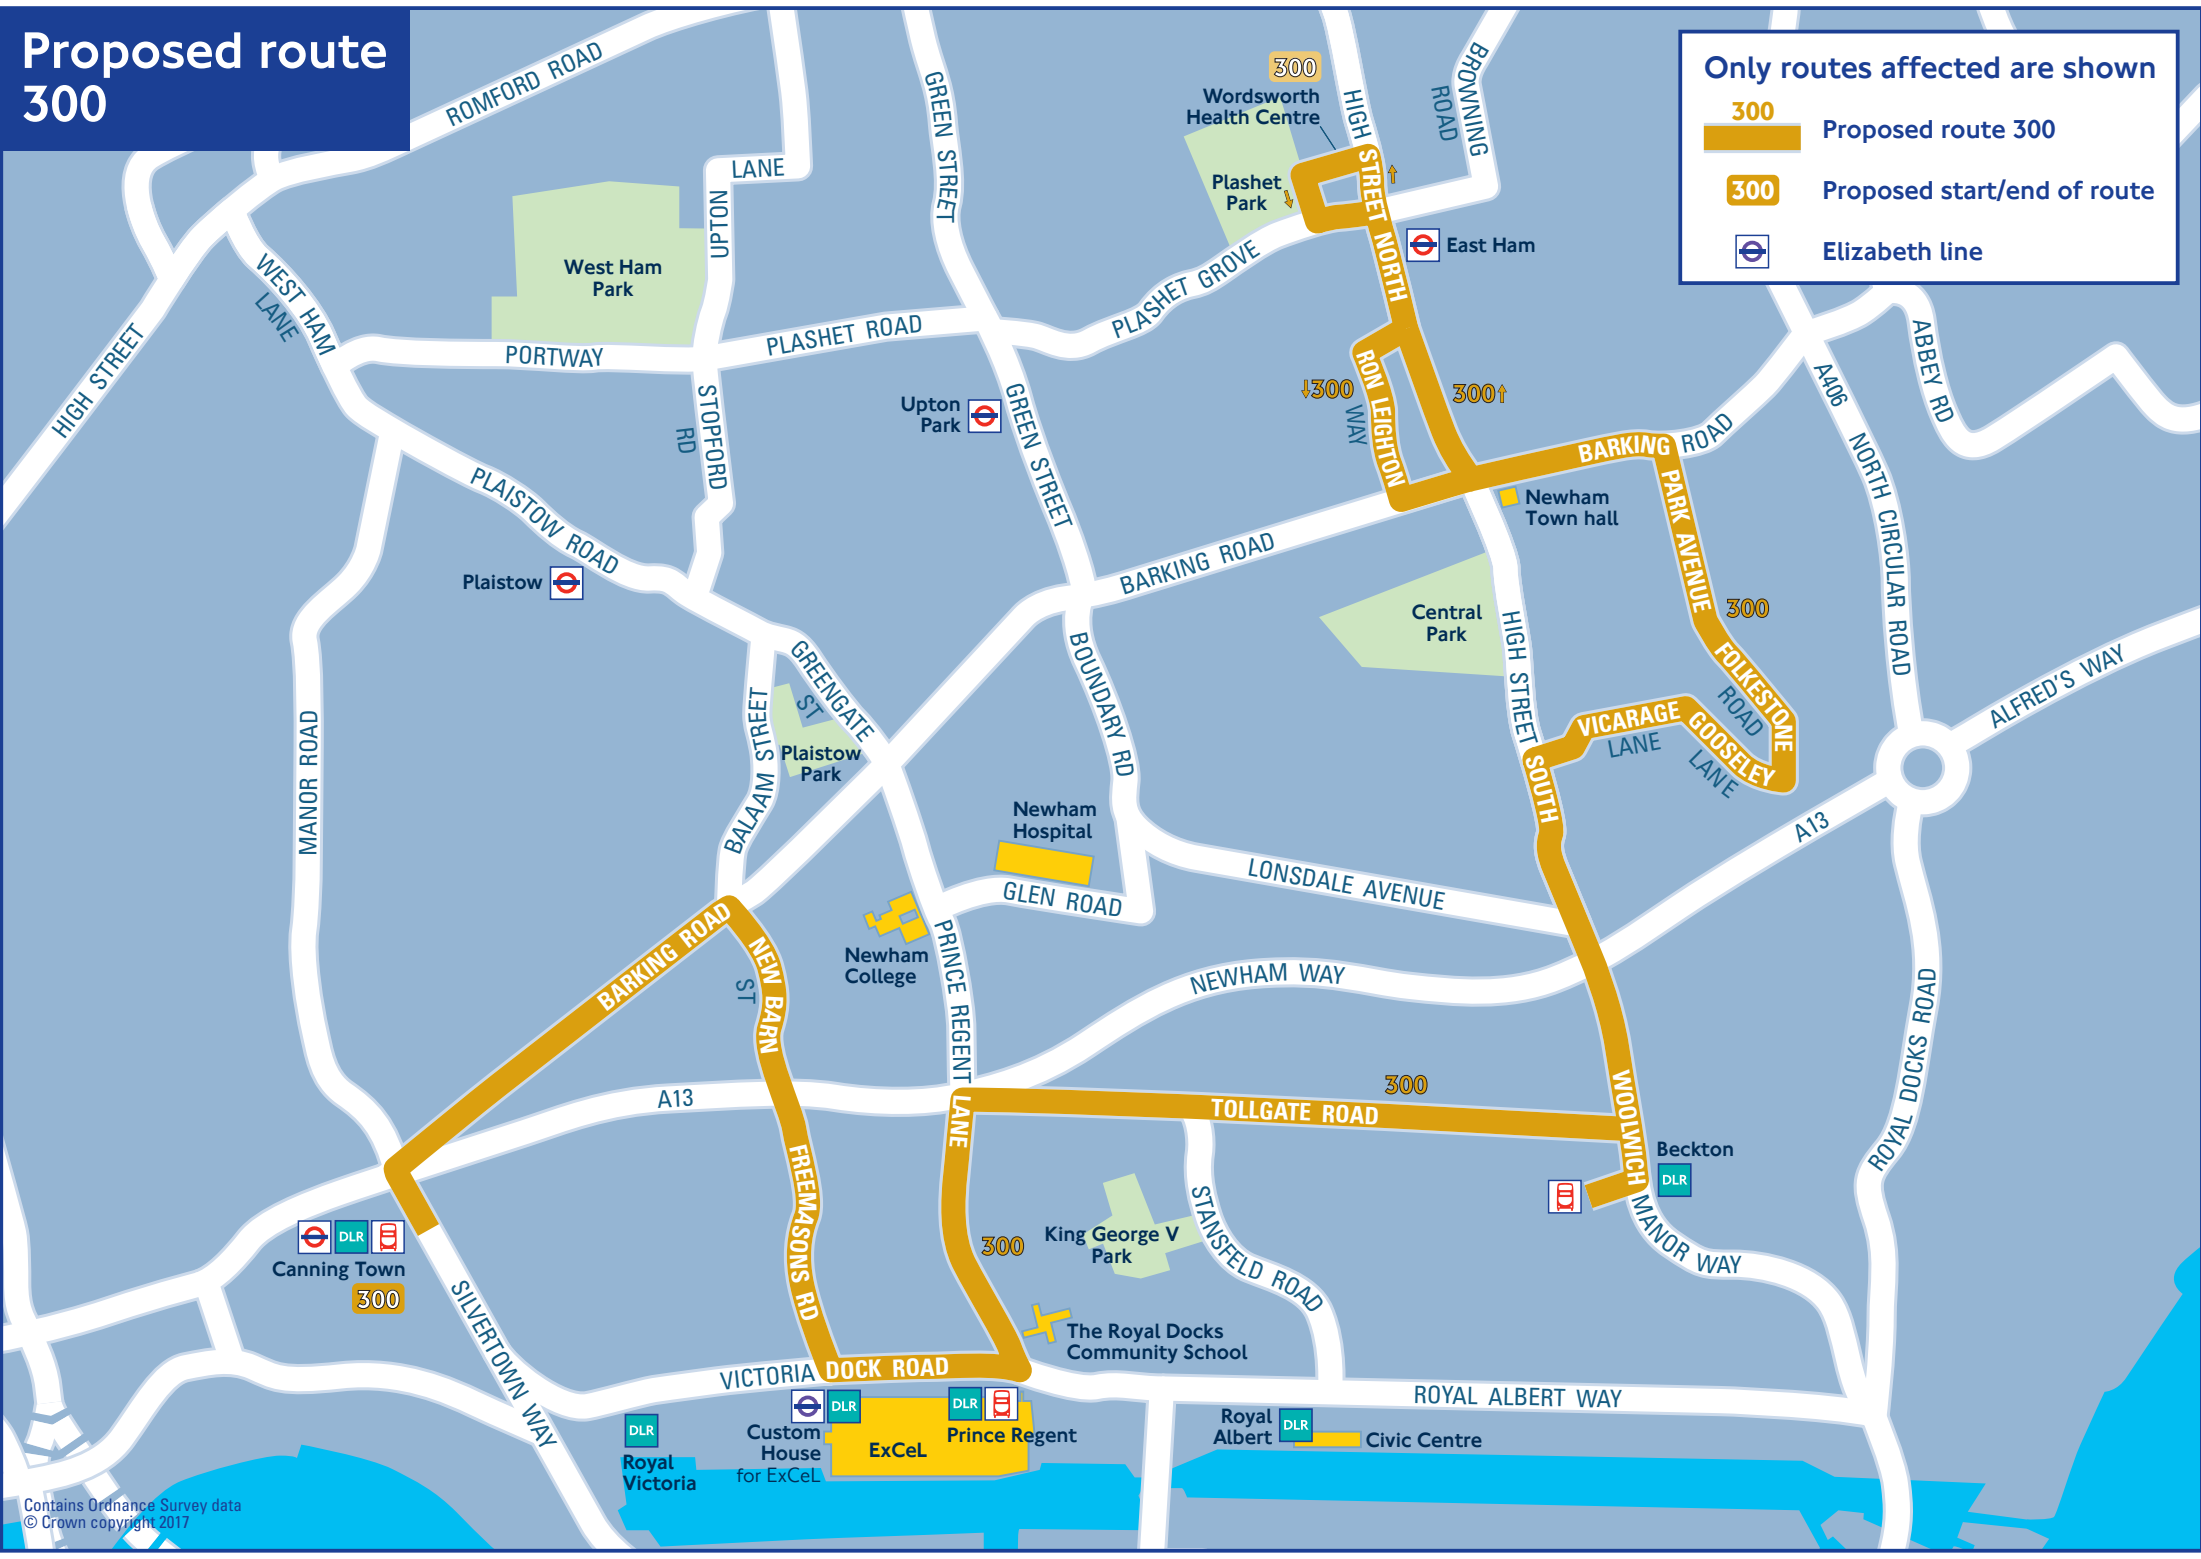 Proposed route
300
Only routes affected are shown
300
Proposed route 300
300
Proposed start/end of route
Elizabeth line
ROMFORD ROAD
GREEN STREET
300
Wordsworth
Health Centre
HIGH
STREET NORTH
BROWNING
ROAD
LANE
UPTON
Plashet
Park
↑
↓
East Ham
West Ham
Park
WEST HAM
LANE
HIGH STREET
PORTWAY
PLASHET ROAD
PLASHET GROVE
A406
NORTH CIRCULAR ROAD
ABBEY RD
STOPFORD
RD
Upton
Park
GREEN STREET
RON LEIGHTON
WAY
↓300
300↑
BARKING
ROAD
PLAISTOW ROAD
Plaistow
Newham
Town hall
PARK AVENUE
BARKING ROAD
300
Central
Park
HIGH STREET
SOUTH
FOLKESTONE
ROAD
VICARAGE
LANE
GOOSELEY
LANE
ALFRED'S WAY
A13
MANOR ROAD
GREENGATE
ST
BALAAM STREET
Plaistow
Park
BOUNDARY RD
Newham
Hospital
GLEN ROAD
LONSDALE AVENUE
Newham
College
PRINCE REGENT
LANE
NEWHAM WAY
BARKING ROAD
NEW BARN
ST
A13
300
TOLLGATE ROAD
WOOLWICH
MANOR WAY
ROYAL DOCKS ROAD
Beckton
DLR
FREEMASONS RD
STANSFELD ROAD
King George V
Park
300
DLR
Canning Town
300
SILVERTOWN WAY
The Royal Docks
Community School
VICTORIA
DOCK ROAD
ROYAL ALBERT WAY
DLR
Royal
Victoria
DLR
Custom
House
for ExCeL
ExCeL
DLR
Prince Regent
Royal
Albert
DLR
Civic Centre
Contains Ordnance Survey data
© Crown copyright 2017